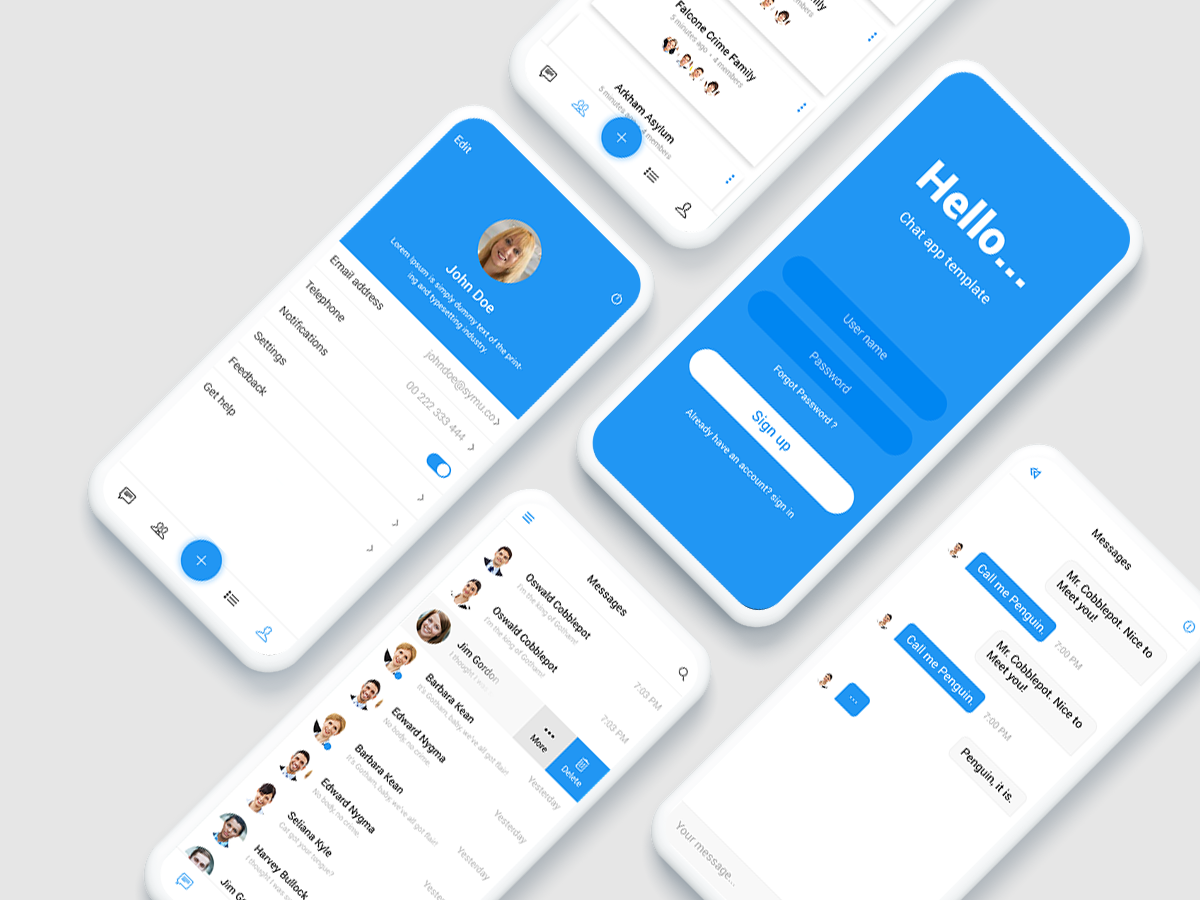 mily
Falcone Crime Family
5 minutes ago • 4 members
Arkham Asylum
5 minutes ago • 4 members
Edit
John Doe
Lorem Ipsum is simply dummy text of the print-
ing and typesetting industry.
Email address
johndoe@symu.co
Telephone
00 222 333 444
Notifications
Settings
Feedback
Get help
Hello...
Chat app template
User name
Password
Forgot Password ?
Sign up
Already have an account? sign in
Messages
Oswald Cobblepot
I'm the king of Gotham!
7:03 PM
Oswald Cobblepot
I'm the king of Gotham!
7:03 PM
Jim Gordon
I thought I was
More
Delete
Barbara Kean
It's Gotham, baby, we've all got flair!
Yesterday
Edward Nygma
No body, no crime.
Yesterday
Barbara Kean
It's Gotham, baby, we've all got flair!
Yesterday
Edward Nygma
No body, no crime.
Yeste
Seliana Kyle
Cat got your tongue?
Harvey Bullock
I thought I was s
Jim Go
Messages
Mr. Cobblepot. Nice to
Meet you!
Call me Penguin.
7:00 PM
Mr. Cobblepot. Nice to
Meet you!
Call me Penguin.
7:00 PM
Penguin, it is.
...
Your message...